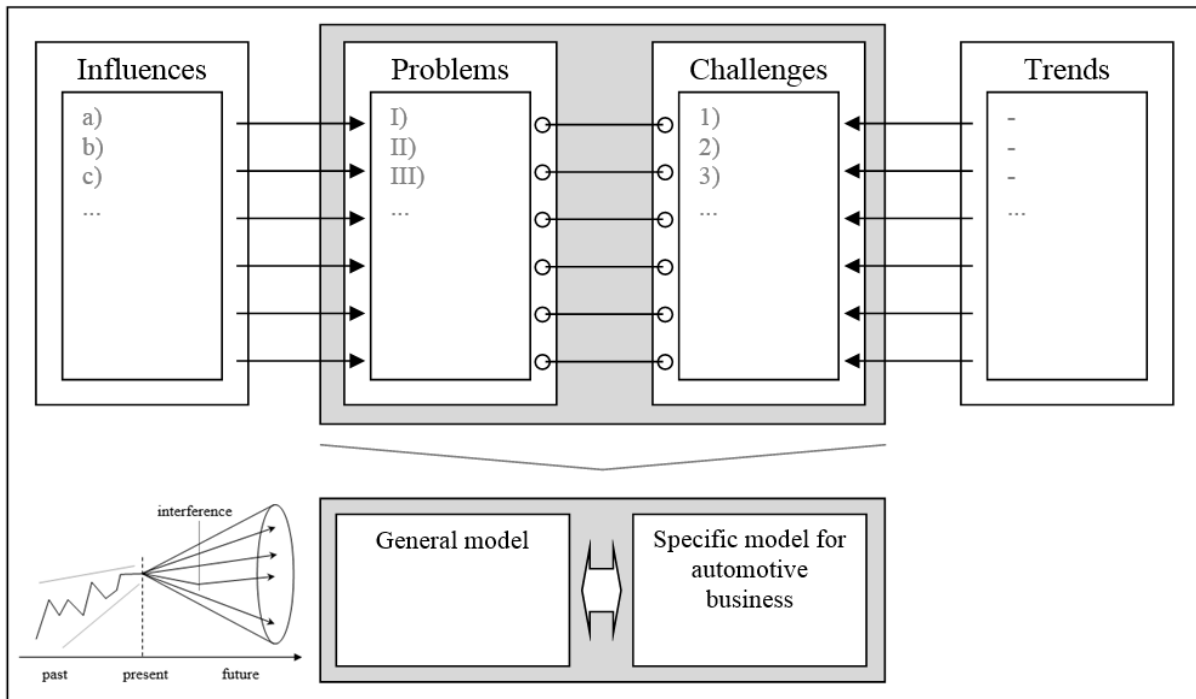 Influences
a)
b)
c)
...
Problems
I)
II)
III)
...
Challenges
1)
2)
3)
...
Trends
-
-
-
...
interference
past
present
future
General model
Specific model for
automotive
business